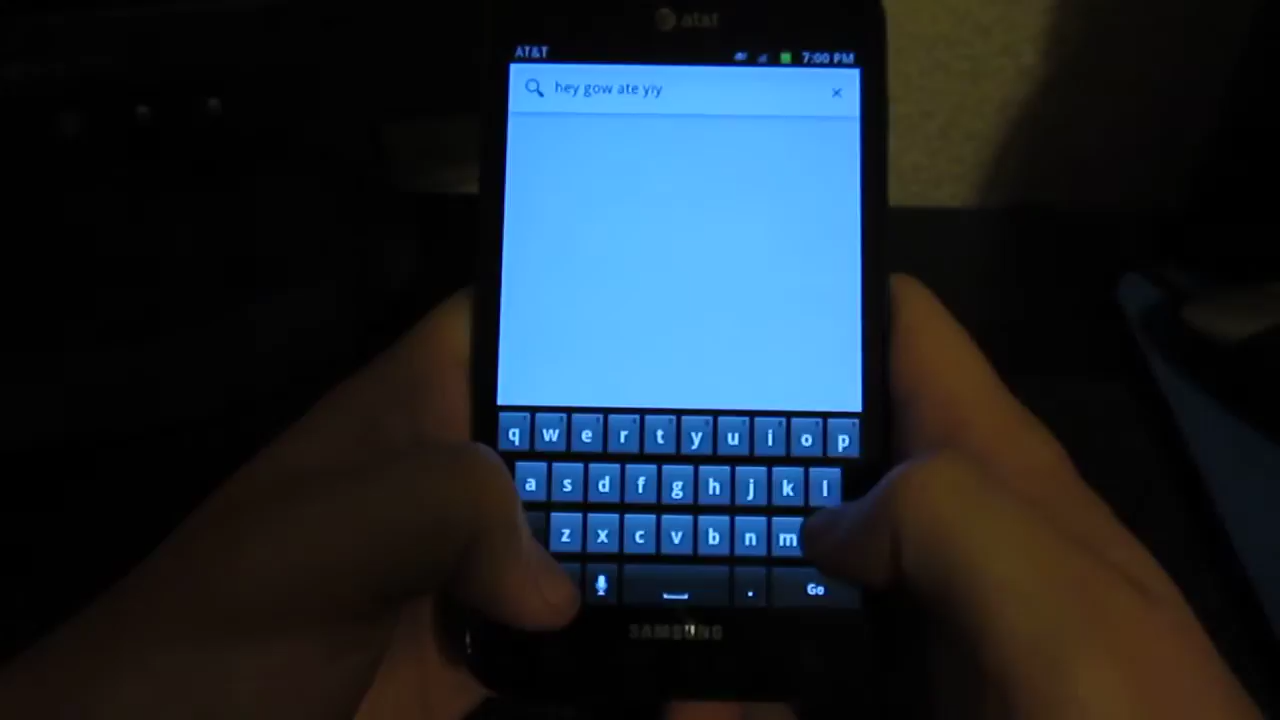 at&t
AT&T 7:00 PM
hey gow ate yiy ×
q w e r t y u i o p
a s d f g h j k l
z x c v b n m
. Go
SAMSUNG